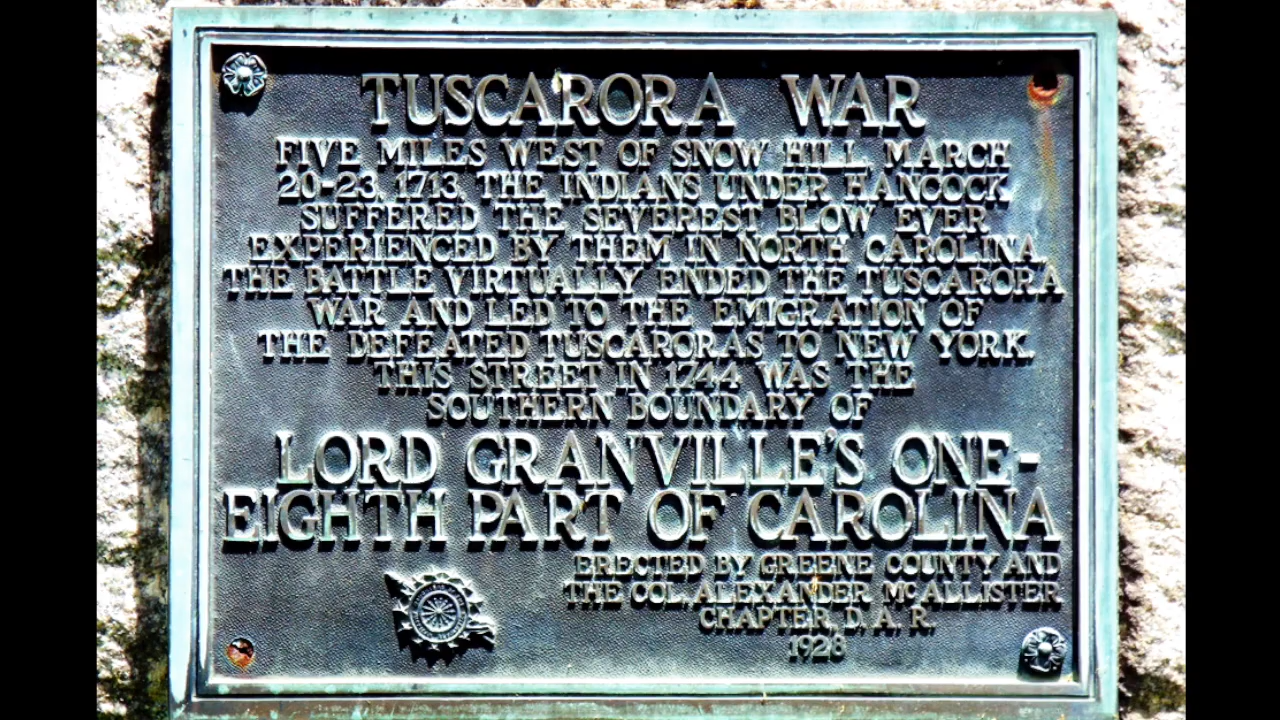 TUSCARORA WAR
FIVE MILES WEST OF SNOW HILL, MARCH
20-23, 1713, THE INDIANS UNDER HANCOCK
SUFFERED THE SEVEREST BLOW EVER
EXPERIENCED BY THEM IN NORTH CAROLINA.
THE BATTLE VIRTUALLY ENDED THE TUSCARORA
WAR AND LED TO THE EMIGRATION OF
THE DEFEATED TUSCARORAS TO NEW YORK.
THIS STREET IN 1744 WAS THE
SOUTHERN BOUNDARY OF
LORD GRANVILLE'S ONE-
EIGHTH PART OF CAROLINA
ERECTED BY GREENE COUNTY AND
THE COL. ALEXANDER McALLISTER
CHAPTER, D. A. R.
1928